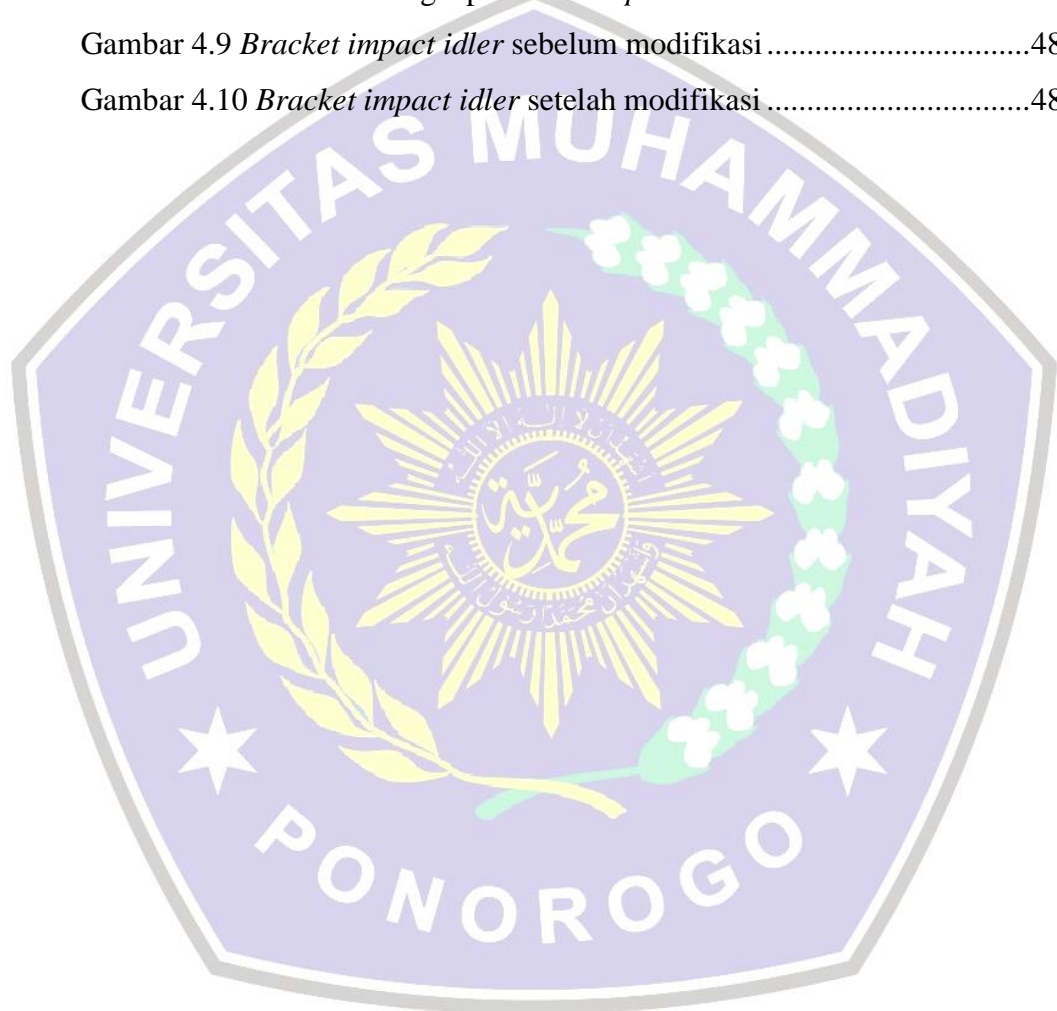 Gambar 4.9 Bracket impact idler sebelum modifikasi ................................48
Gambar 4.10 Bracket impact idler setelah modifikasi ................................48
UNIVERSITAS MUHAMMADIYAH
PONOROGO
محمدية